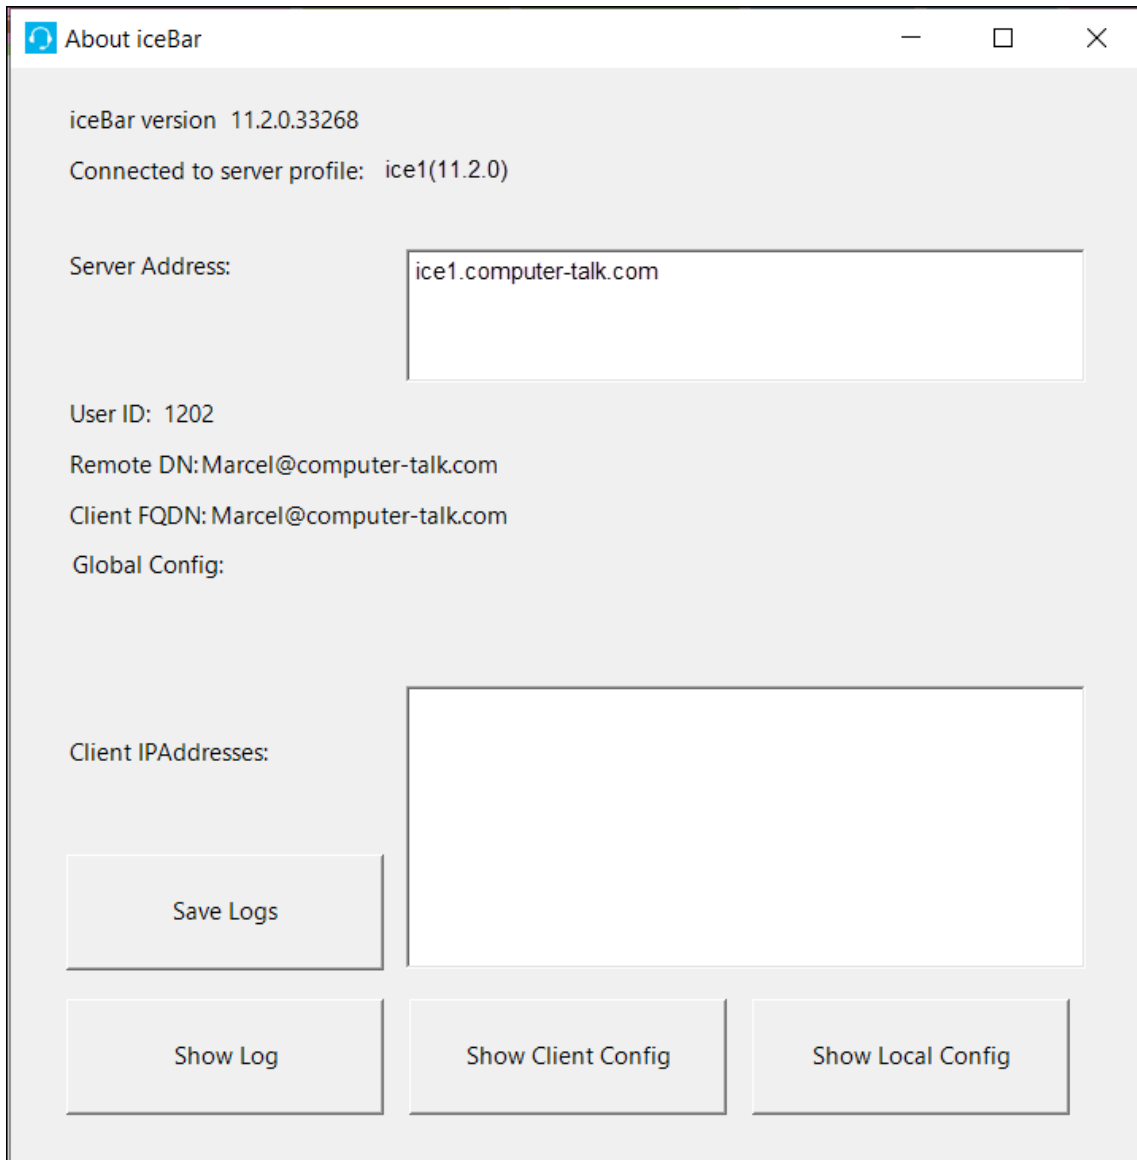 About iceBar
iceBar version 11.2.0.33268
Connected to server profile: ice1(11.2.0)
Server Address: ice1.computer-talk.com
User ID: 1202
Remote DN: Marcel@computer-talk.com
Client FQDN: Marcel@computer-talk.com
Global Config:
Client IPAddresses:
Save Logs
Show Log Show Client Config Show Local Config